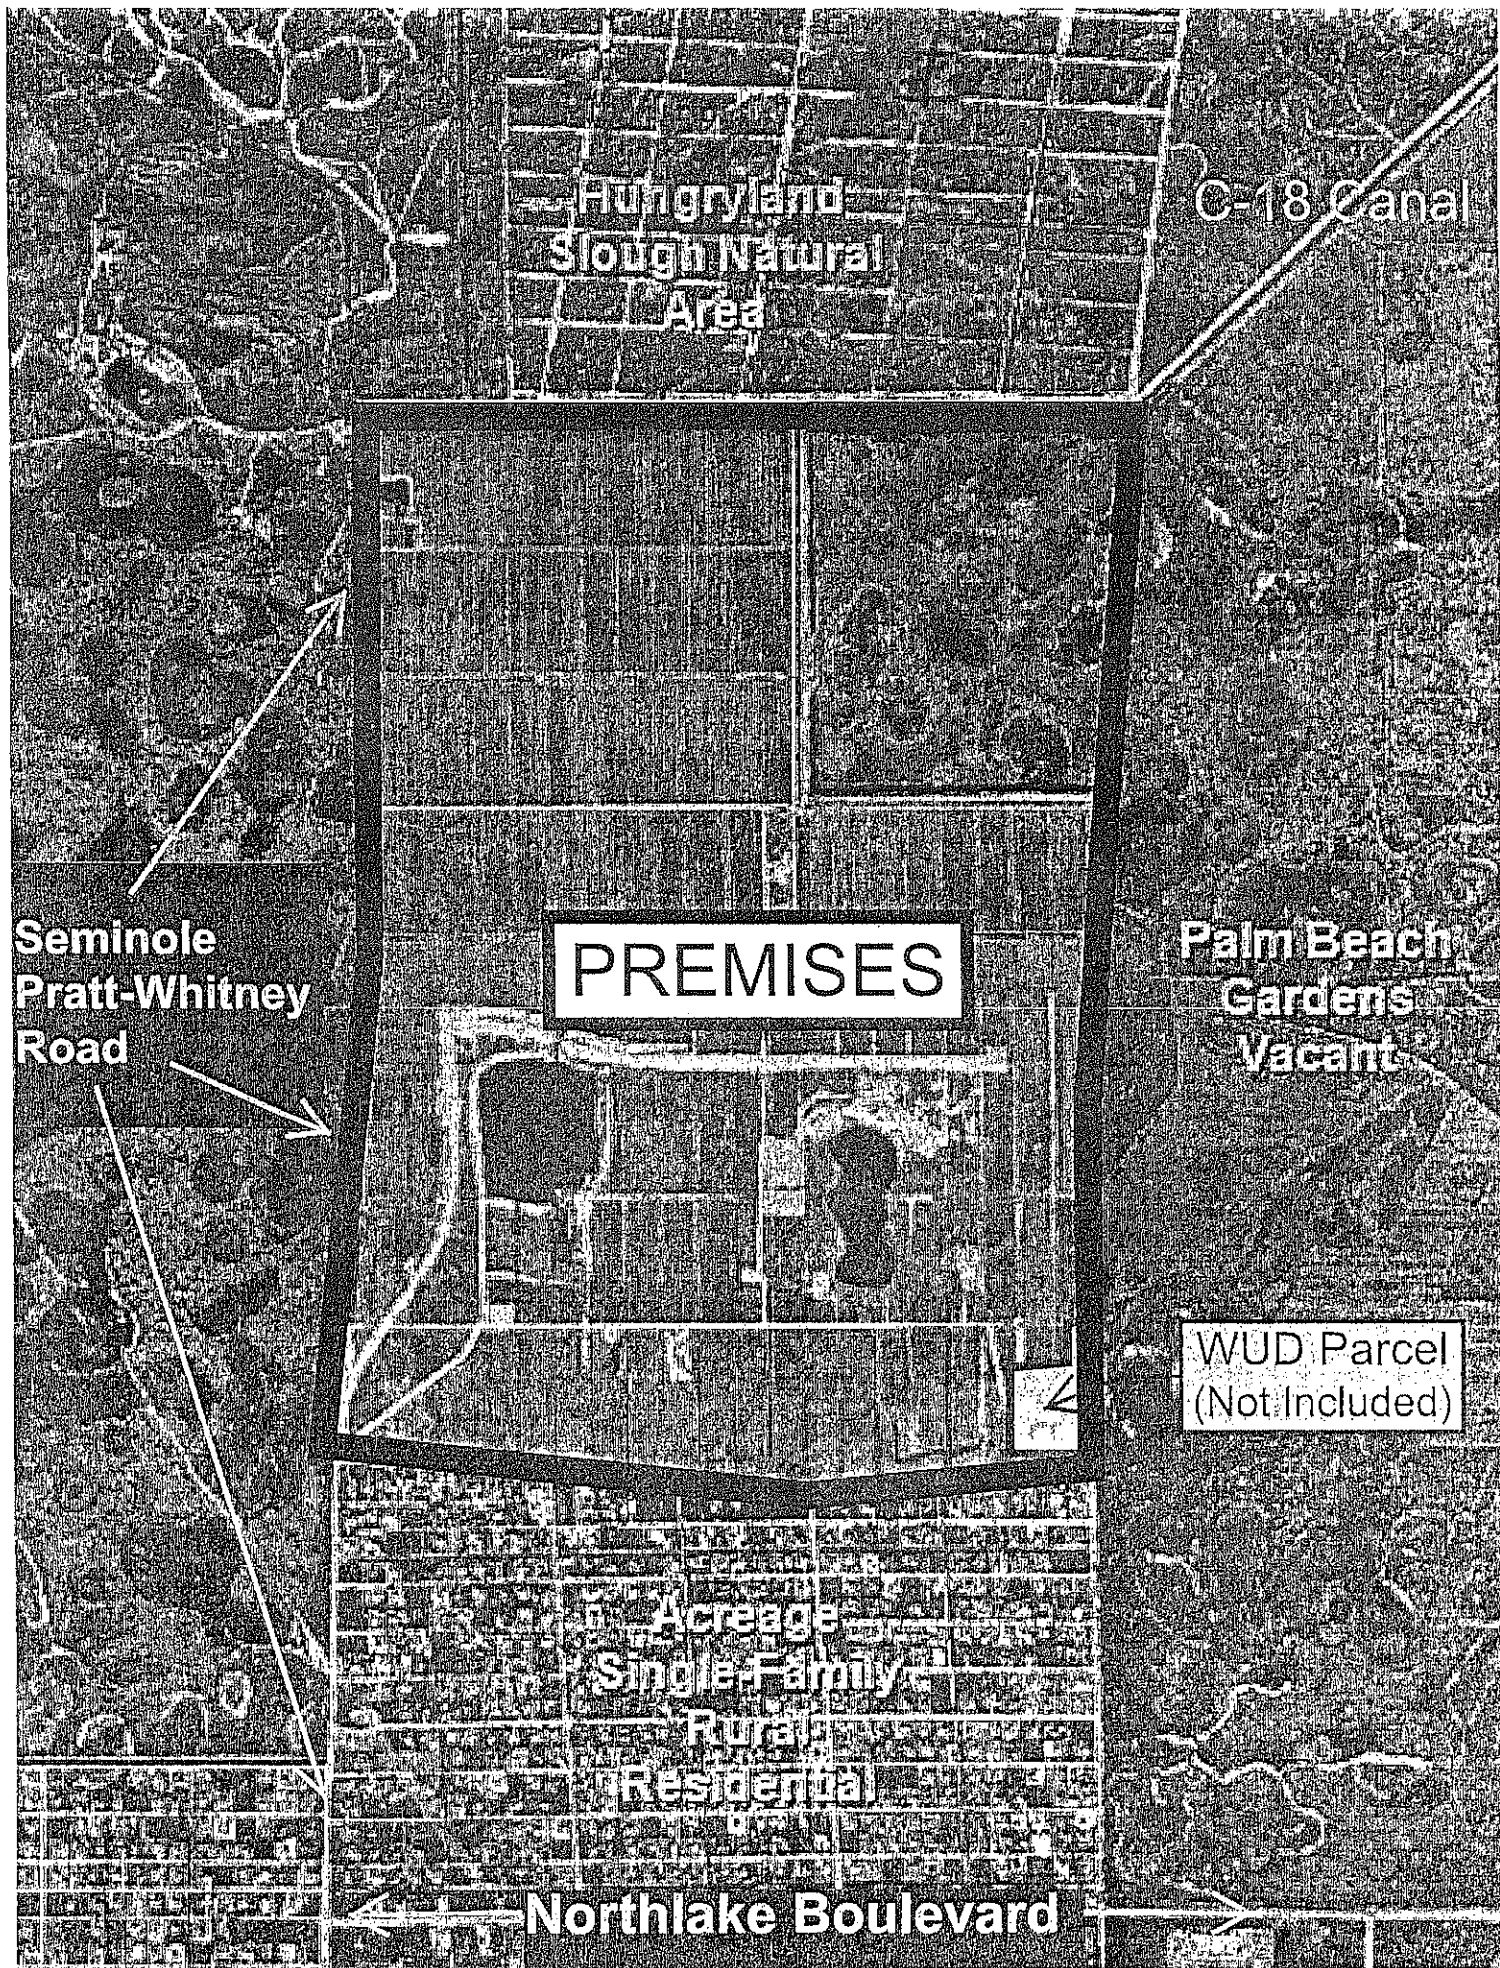 Hungryland
Slough Natural
Area
C-18 Canal
Seminole
Pratt-Whitney
Road
PREMISES
Palm Beach
Gardens
Vacant
WUD Parcel
(Not Included)
Acreage
Single-Family
Rural
Residential
Northlake Boulevard